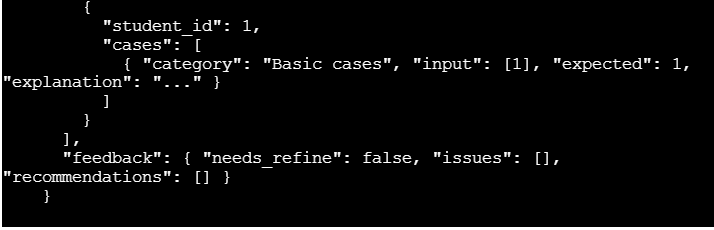 {
"student_id": 1,
"cases": [
{ "category": "Basic cases", "input": [1], "expected": 1,
"explanation": "..." }
]
}
],
"feedback": { "needs_refine": false, "issues": [],
"recommendations": [] }
}